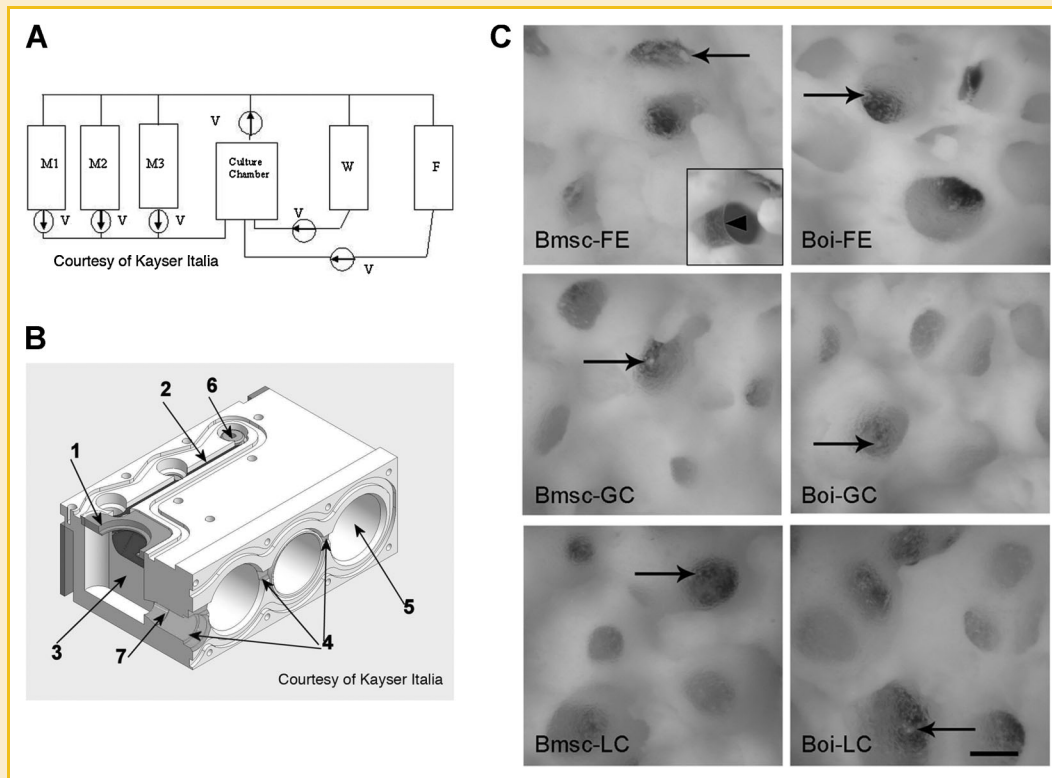 A
V
M1 M2 M3 Culture Chamber W F
V V V V
V
Courtesy of Kayser Italia
B
1 2 6
3 7 4 5
Courtesy of Kayser Italia
C
Bmsc-FE Boi-FE
Bmsc-GC Boi-GC
Bmsc-LC Boi-LC